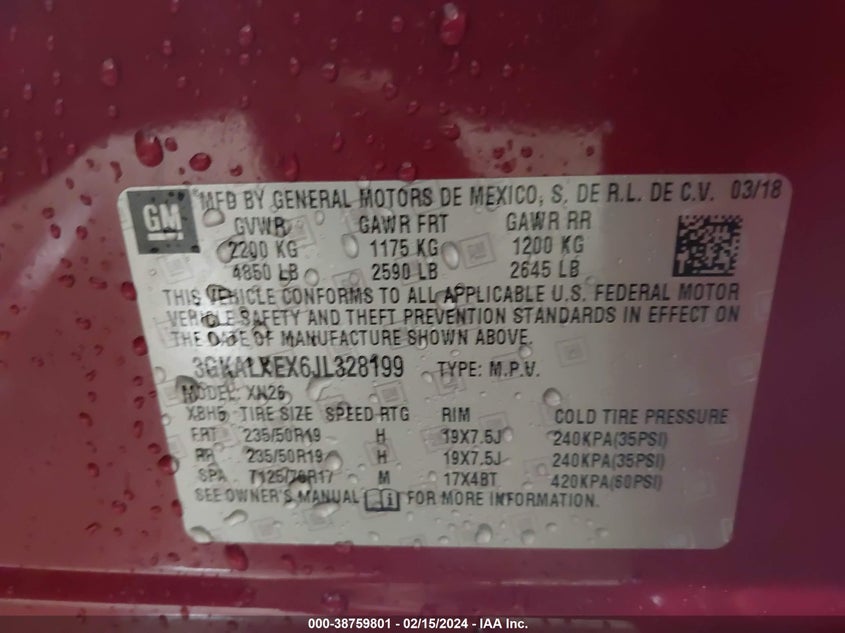 GM
® MFD BY GENERAL MOTORS DE MEXICO, S. DE R.L. DE C.V. 03/18
GVWR GAWR FRT GAWR RR
2200 KG 1175 KG 1200 KG
4850 LB 2590 LB 2645 LB
THIS VEHICLE CONFORMS TO ALL APPLICABLE U.S. FEDERAL MOTOR
VEHICLE SAFETY AND THEFT PREVENTION STANDARDS IN EFFECT ON
THE DATE OF MANUFACTURE SHOWN ABOVE.
3GKALXEX6JL328199 TYPE: M.P.V.
MODEL: XN26
XBH5 TIRE SIZE SPEED RTG RIM COLD TIRE PRESSURE
FRT 235/50R19 H 19X7.5J 240KPA(35PSI)
RR 235/50R19 H 19X7.5J 240KPA(35PSI)
SPA T125/70R17 M 17X4BT 420KPA(60PSI)
SEE OWNER'S MANUAL FOR MORE INFORMATION.
000-38759801 - 02/15/2024 - IAA Inc.